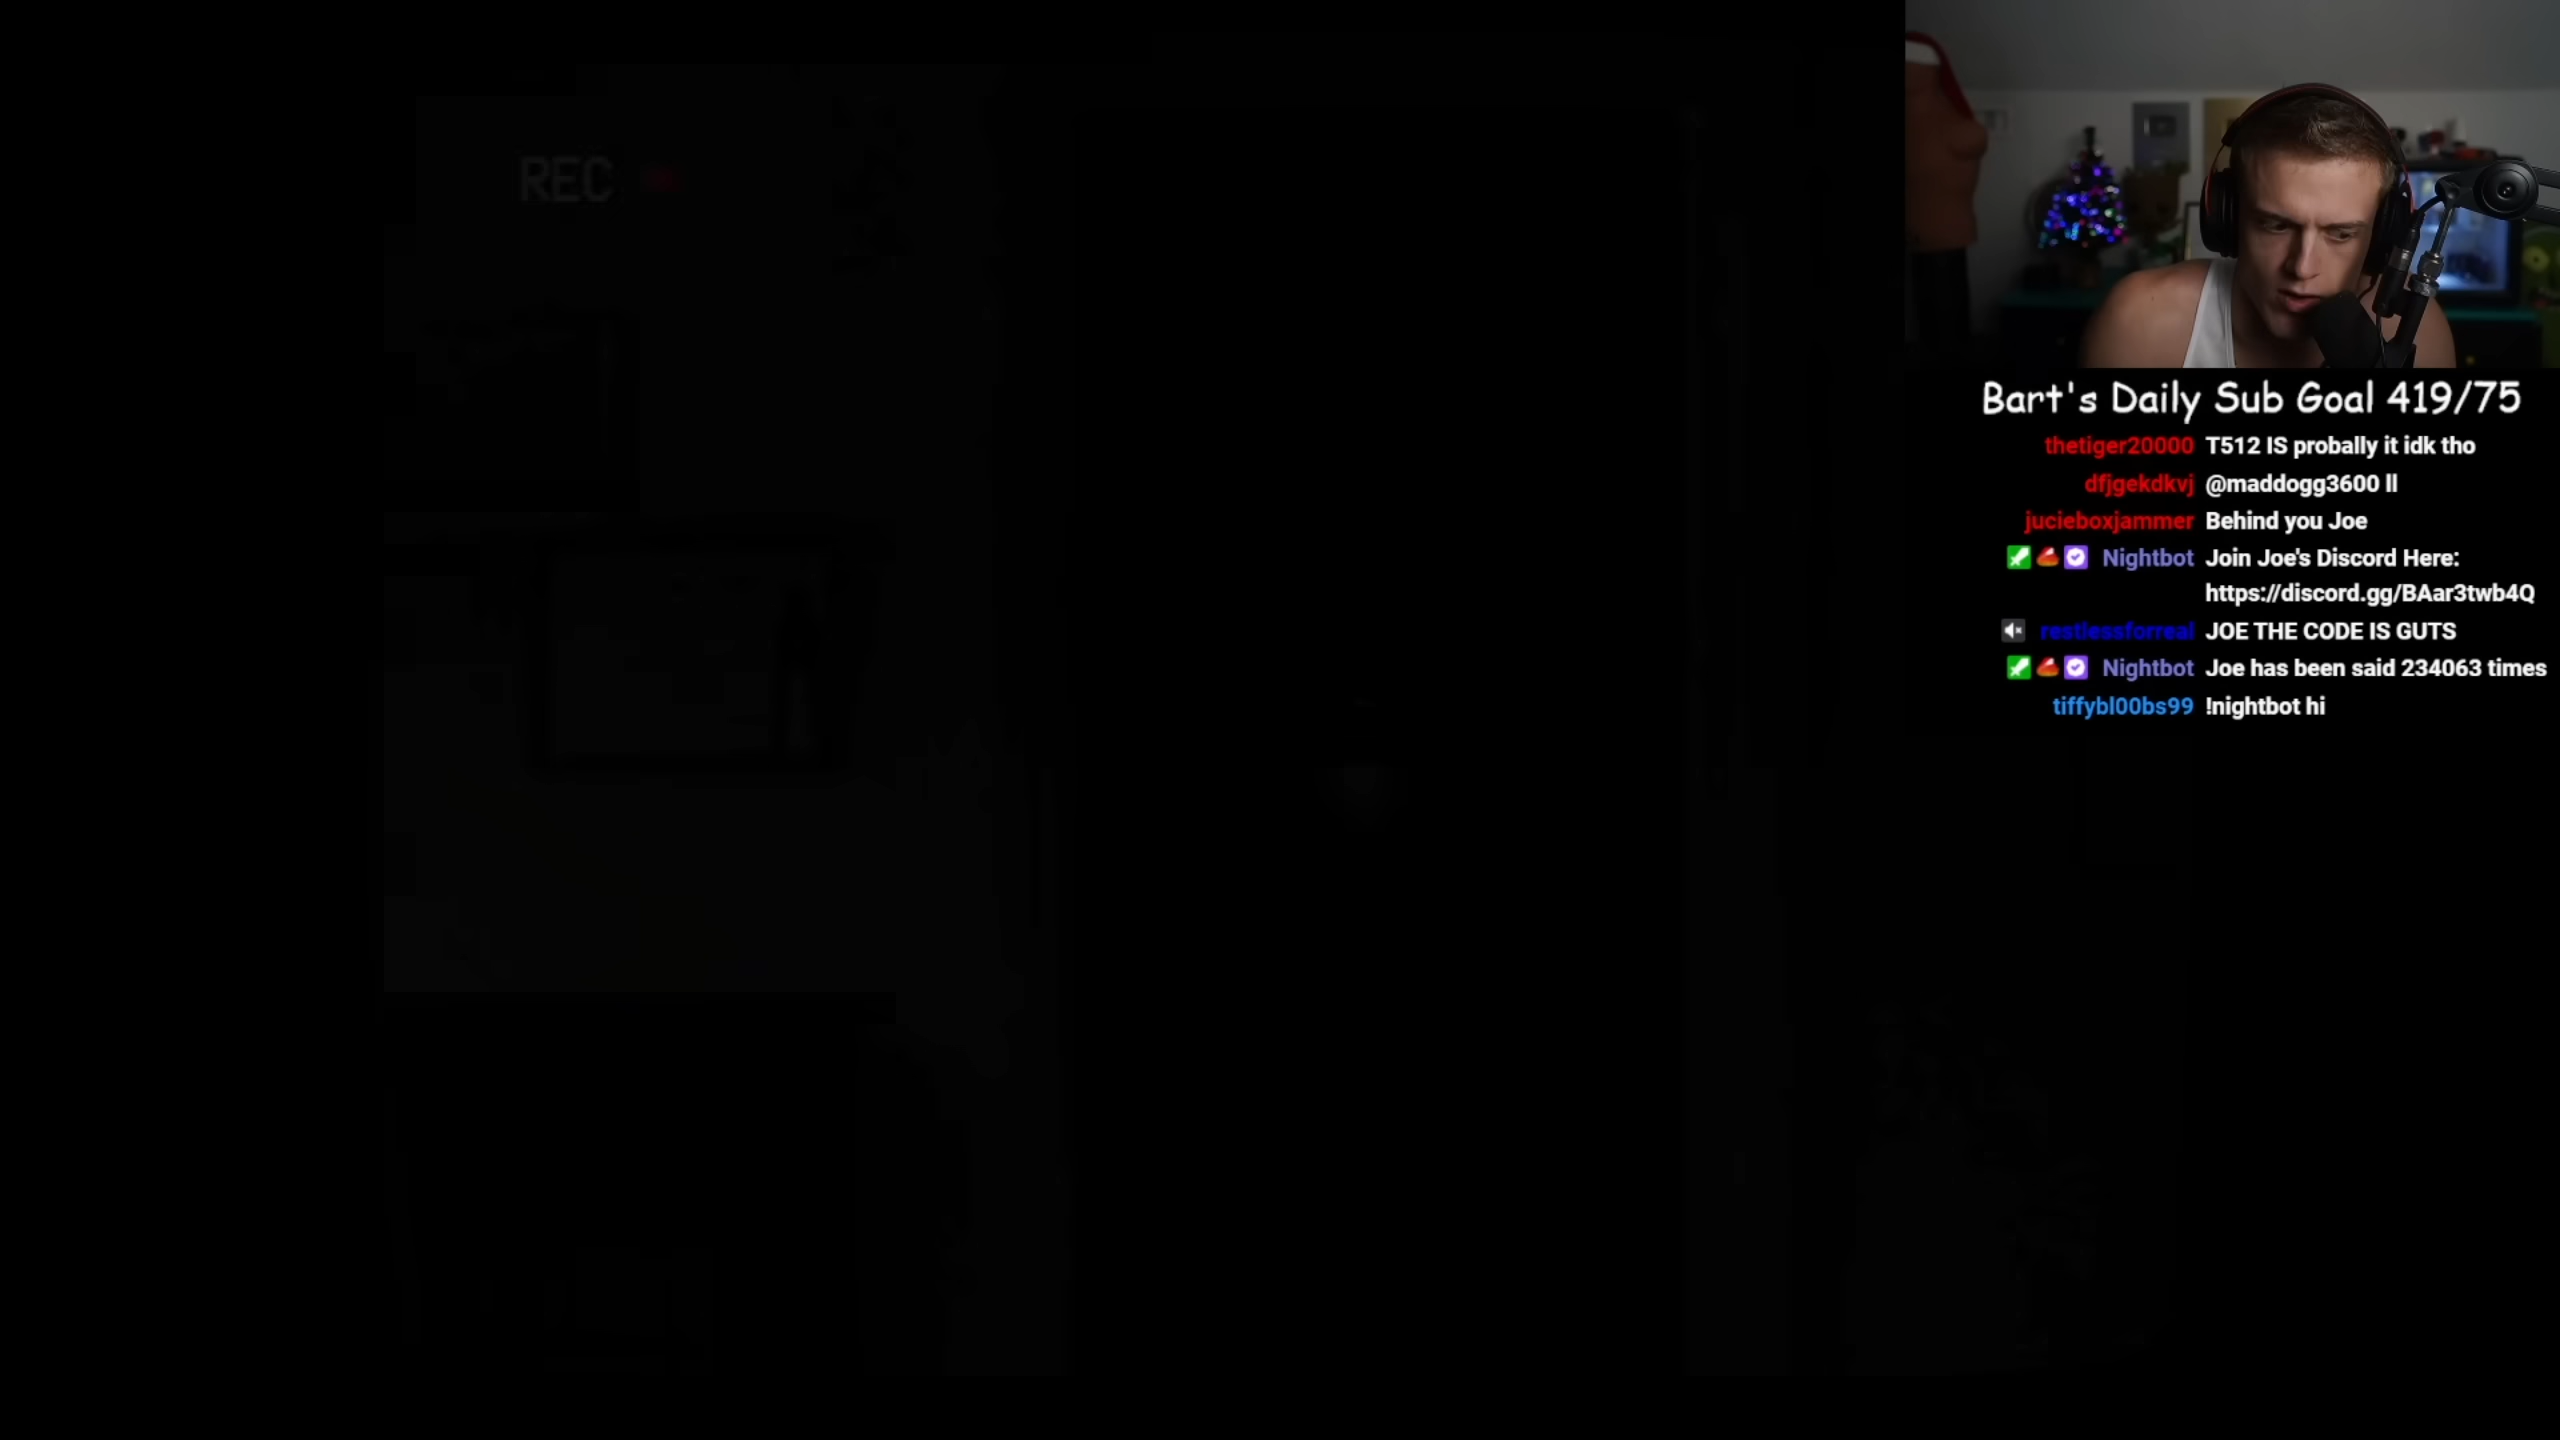 REC
Bart's Daily Sub Goal 419/75
thetiger20000 T512 IS probally it idk tho
dfjgekdkvj @maddogg3600 ll
jucieboxjammer Behind you Joe
Nightbot Join Joe's Discord Here:
https://discord.gg/BAar3twb4Q
restlessforreal JOE THE CODE IS GUTS
Nightbot Joe has been said 234063 times
tiffybl00bs99 !nightbot hi